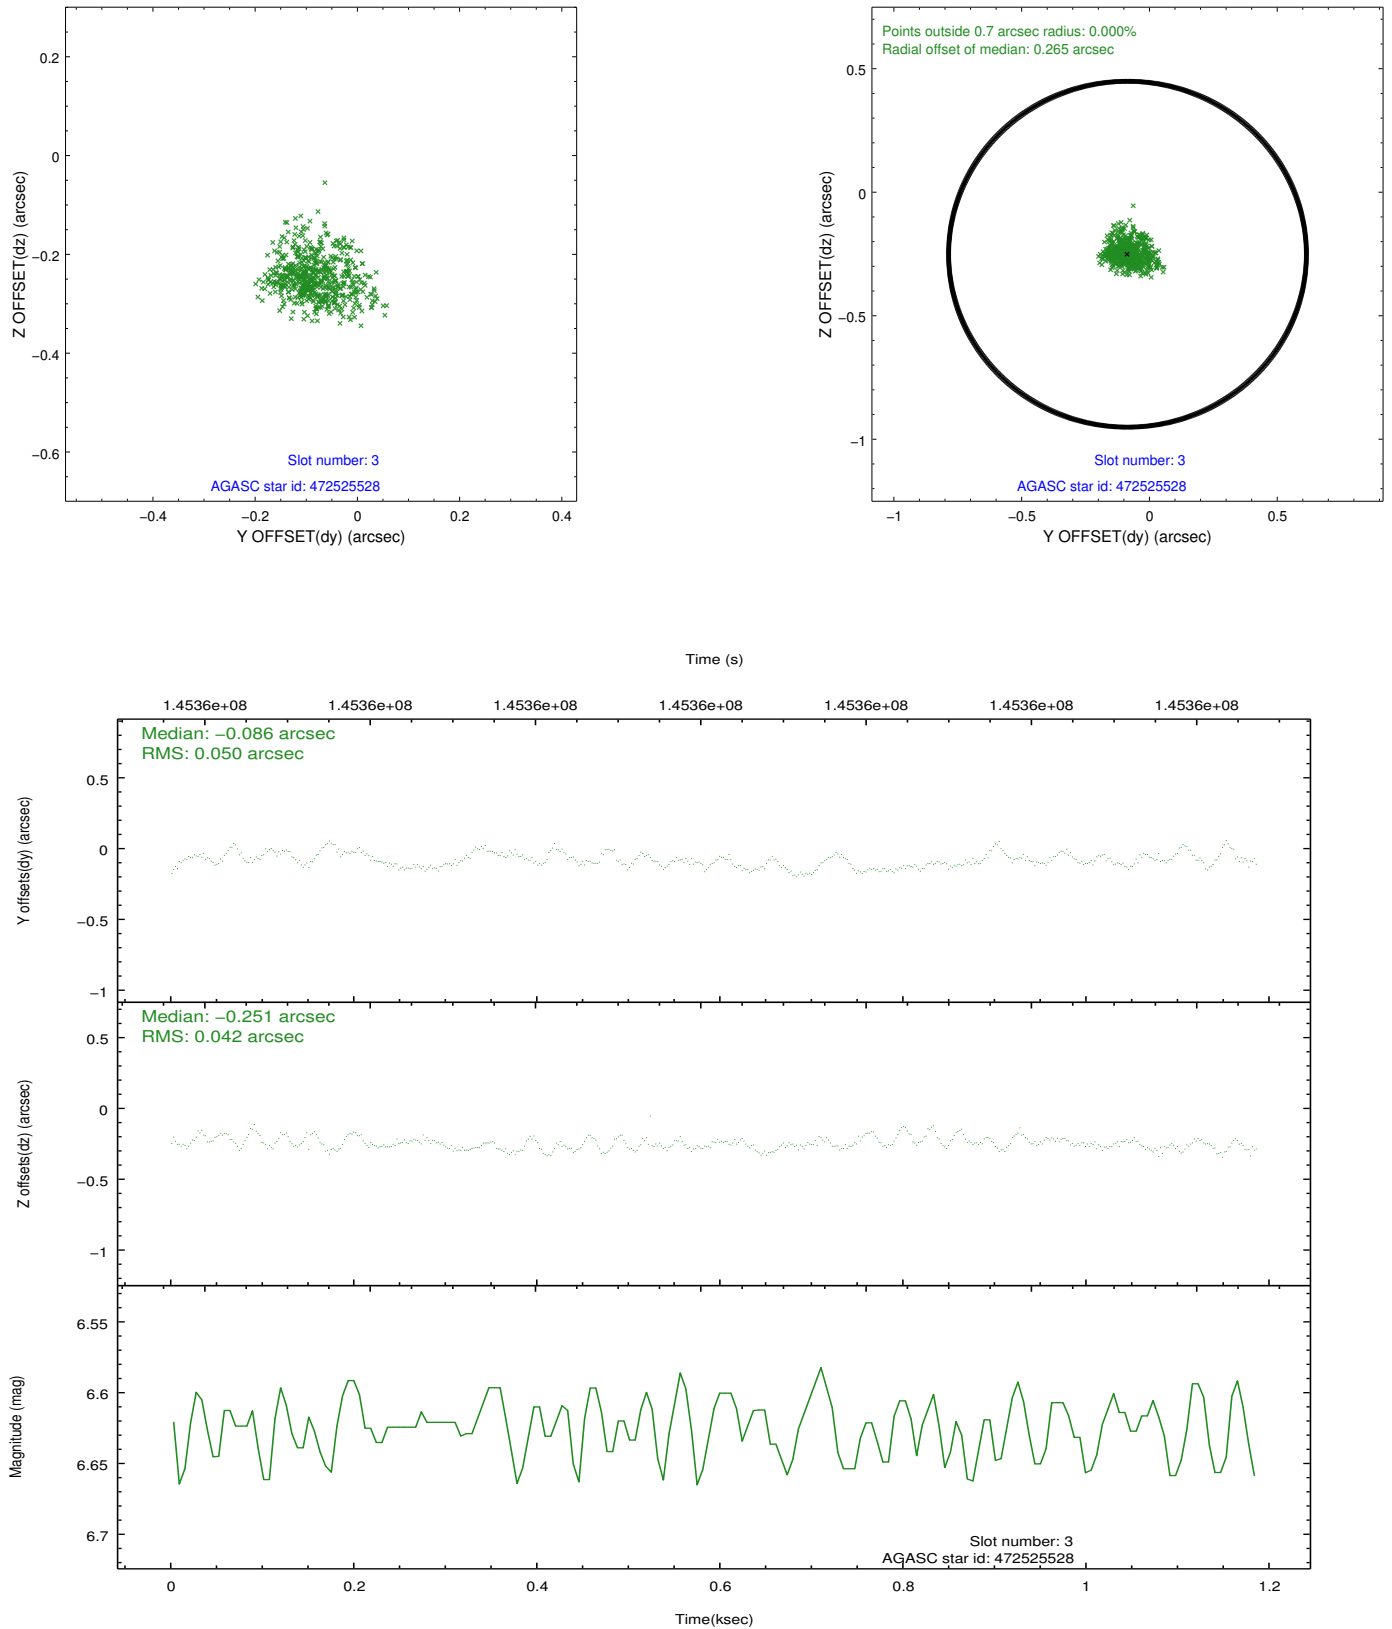 0.2
0
−0.2
−0.4
−0.6
Z OFFSET(dz) (arcsec)
Slot number: 3
AGASC star id: 472525528
−0.4
−0.2
0
0.2
0.4
Y OFFSET(dy) (arcsec)
Points outside 0.7 arcsec radius: 0.000%
Radial offset of median: 0.265 arcsec
0.5
0
−0.5
−1
Z OFFSET(dz) (arcsec)
Slot number: 3
AGASC star id: 472525528
−1
−0.5
0
0.5
Y OFFSET(dy) (arcsec)
Time (s)
1.4536e+08
1.4536e+08
1.4536e+08
1.4536e+08
1.4536e+08
1.4536e+08
1.4536e+08
Median: −0.086 arcsec
RMS: 0.050 arcsec
0.5
0
−0.5
−1
Y offsets(dy) (arcsec)
Median: −0.251 arcsec
RMS: 0.042 arcsec
0.5
0
−0.5
−1
Z offsets(dz) (arcsec)
6.55
6.6
6.65
6.7
Magnitude (mag)
Slot number: 3
AGASC star id: 472525528
0
0.2
0.4
0.6
0.8
1
1.2
Time(ksec)